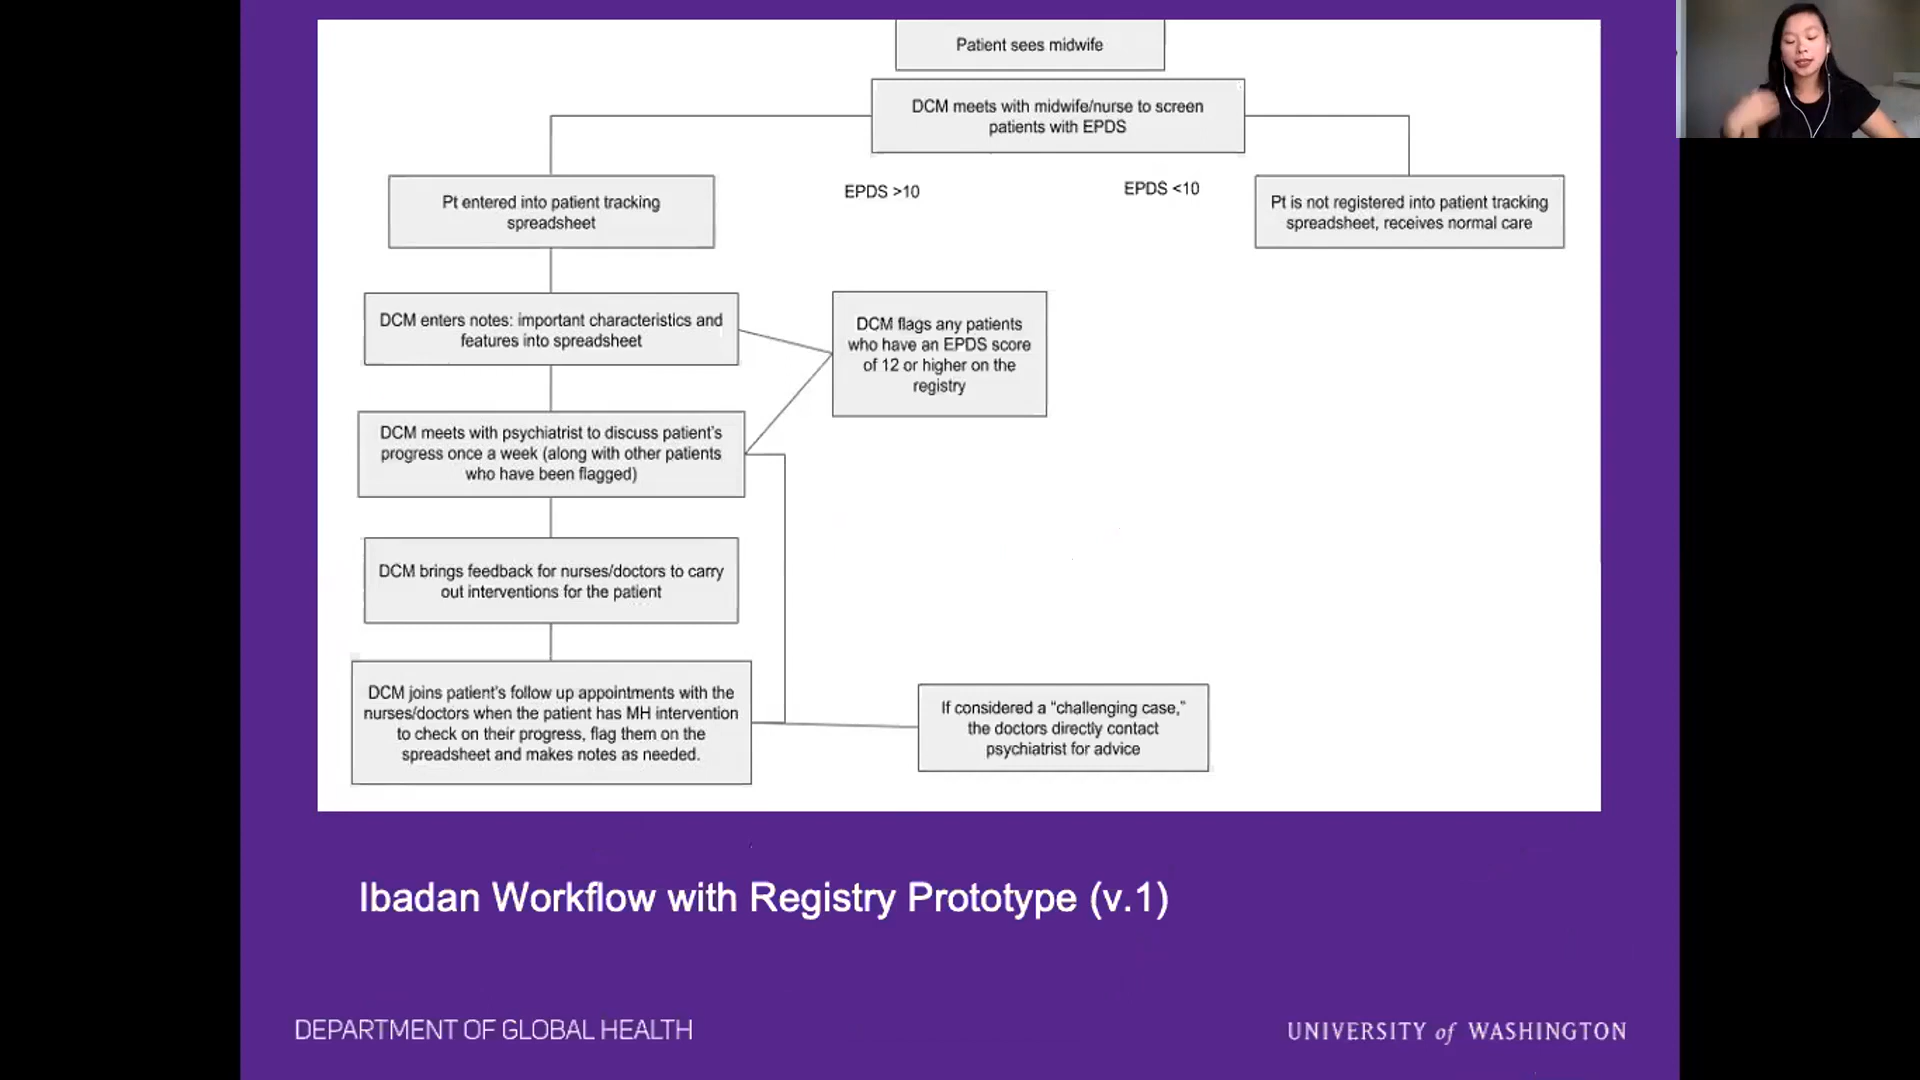 Patient sees midwife
DCM meets with midwife/nurse to screen
patients with EPDS
EPDS >10
EPDS <10
Pt entered into patient tracking
spreadsheet
Pt is not registered into patient tracking
spreadsheet, receives normal care
DCM enters notes: important characteristics and
features into spreadsheet
DCM flags any patients
who have an EPDS score
of 12 or higher on the
registry
DCM meets with psychiatrist to discuss patient's
progress once a week (along with other patients
who have been flagged)
DCM brings feedback for nurses/doctors to carry
out interventions for the patient
DCM joins patient's follow up appointments with the
nurses/doctors when the patient has MH intervention
to check on their progress, flag them on the
spreadsheet and makes notes as needed.
If considered a “challenging case,”
the doctors directly contact
psychiatrist for advice
Ibadan Workflow with Registry Prototype (v.1)
DEPARTMENT OF GLOBAL HEALTH
UNIVERSITY of WASHINGTON